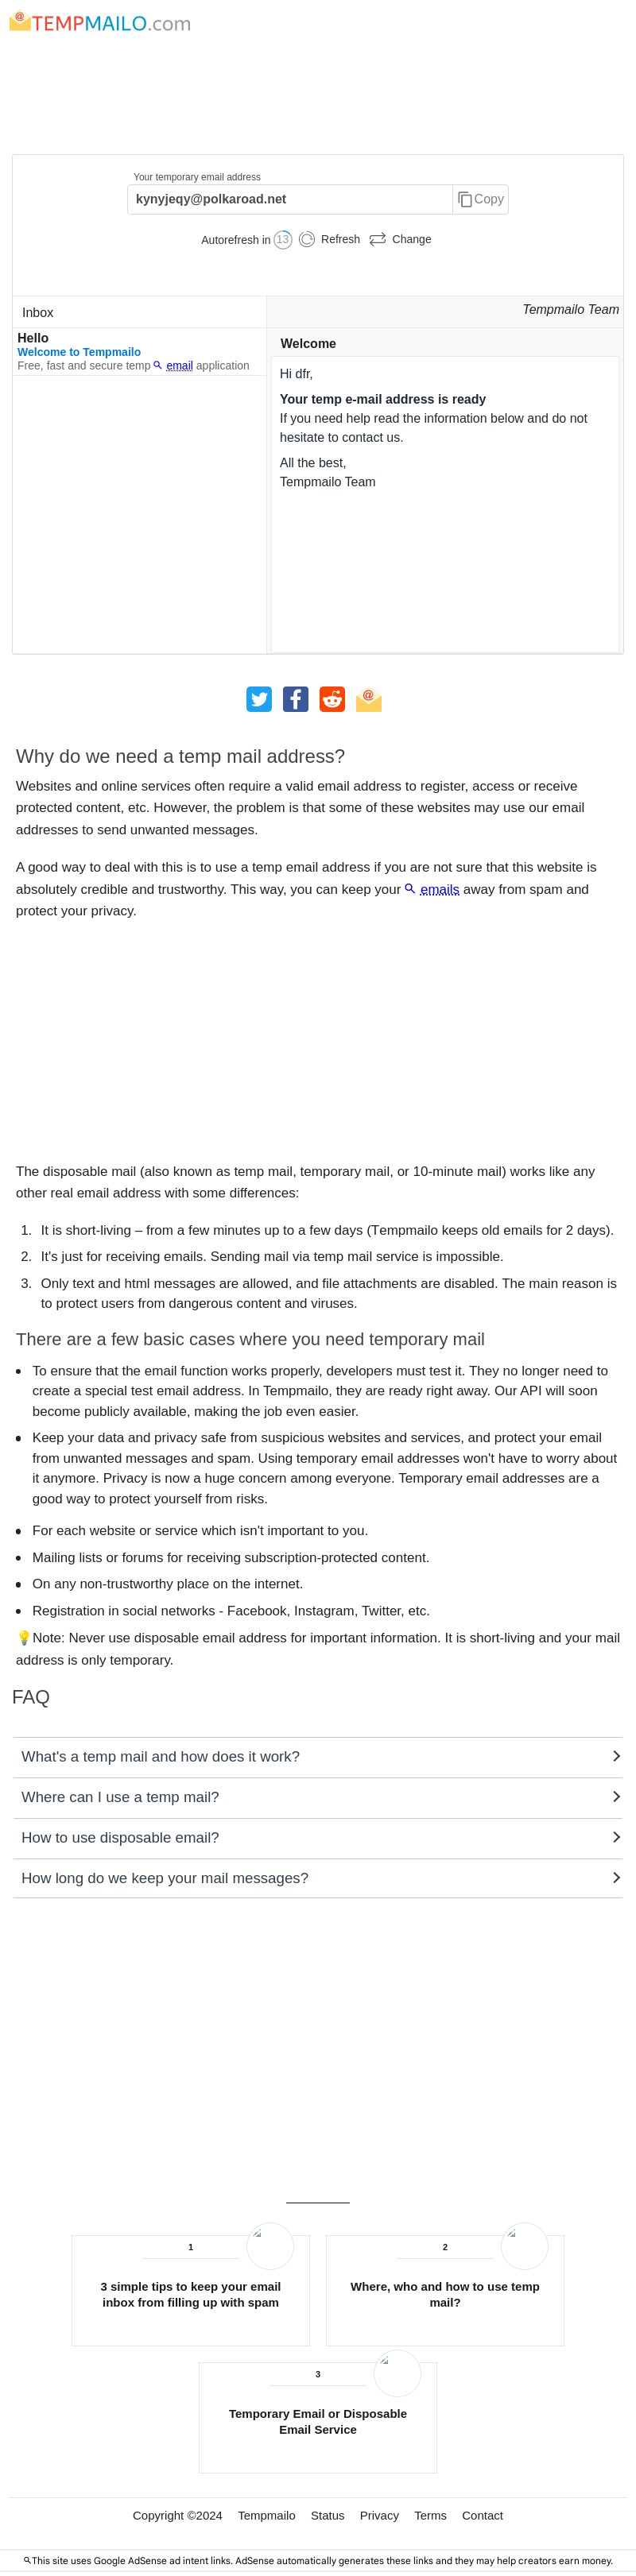 TEMPMAILO.com
Your temporary email address
kynyjeqy@polkaroad.net
Copy
Autorefresh in 13 Refresh Change
Inbox
Tempmailo Team
Hello
Welcome to Tempmailo
Free, fast and secure temp email application
Welcome
Hi dfr,
Your temp e-mail address is ready
If you need help read the information below and do not
hesitate to contact us.
All the best,
Tempmailo Team
Why do we need a temp mail address?
Websites and online services often require a valid email address to register, access or receive
protected content, etc. However, the problem is that some of these websites may use our email
addresses to send unwanted messages.
A good way to deal with this is to use a temp email address if you are not sure that this website is
absolutely credible and trustworthy. This way, you can keep your emails away from spam and
protect your privacy.
The disposable mail (also known as temp mail, temporary mail, or 10-minute mail) works like any
other real email address with some differences:
1. It is short-living – from a few minutes up to a few days (Tempmailo keeps old emails for 2 days).
2. It's just for receiving emails. Sending mail via temp mail service is impossible.
3. Only text and html messages are allowed, and file attachments are disabled. The main reason is
to protect users from dangerous content and viruses.
There are a few basic cases where you need temporary mail
• To ensure that the email function works properly, developers must test it. They no longer need to
create a special test email address. In Tempmailo, they are ready right away. Our API will soon
become publicly available, making the job even easier.
• Keep your data and privacy safe from suspicious websites and services, and protect your email
from unwanted messages and spam. Using temporary email addresses won't have to worry about
it anymore. Privacy is now a huge concern among everyone. Temporary email addresses are a
good way to protect yourself from risks.
• For each website or service which isn't important to you.
• Mailing lists or forums for receiving subscription-protected content.
• On any non-trustworthy place on the internet.
• Registration in social networks - Facebook, Instagram, Twitter, etc.
💡Note: Never use disposable email address for important information. It is short-living and your mail
address is only temporary.
FAQ
What's a temp mail and how does it work?
Where can I use a temp mail?
How to use disposable email?
How long do we keep your mail messages?
1
3 simple tips to keep your email
inbox from filling up with spam
2
Where, who and how to use temp
mail?
3
Temporary Email or Disposable
Email Service
Copyright ©2024 Tempmailo Status Privacy Terms Contact
This site uses Google AdSense ad intent links. AdSense automatically generates these links and they may help creators earn money.